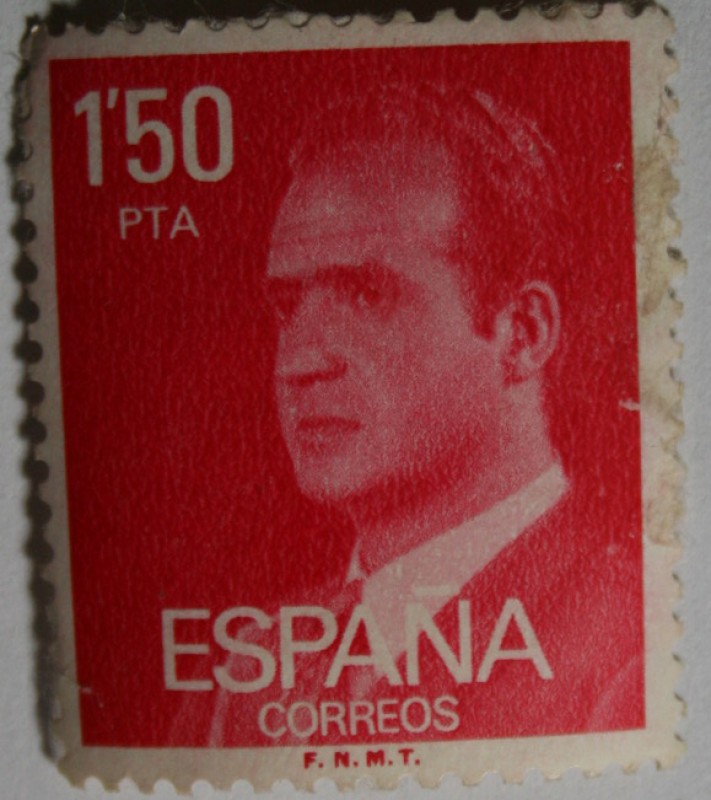 1'50
PTA
ESPAÑA
CORREOS
F. N. M. T.